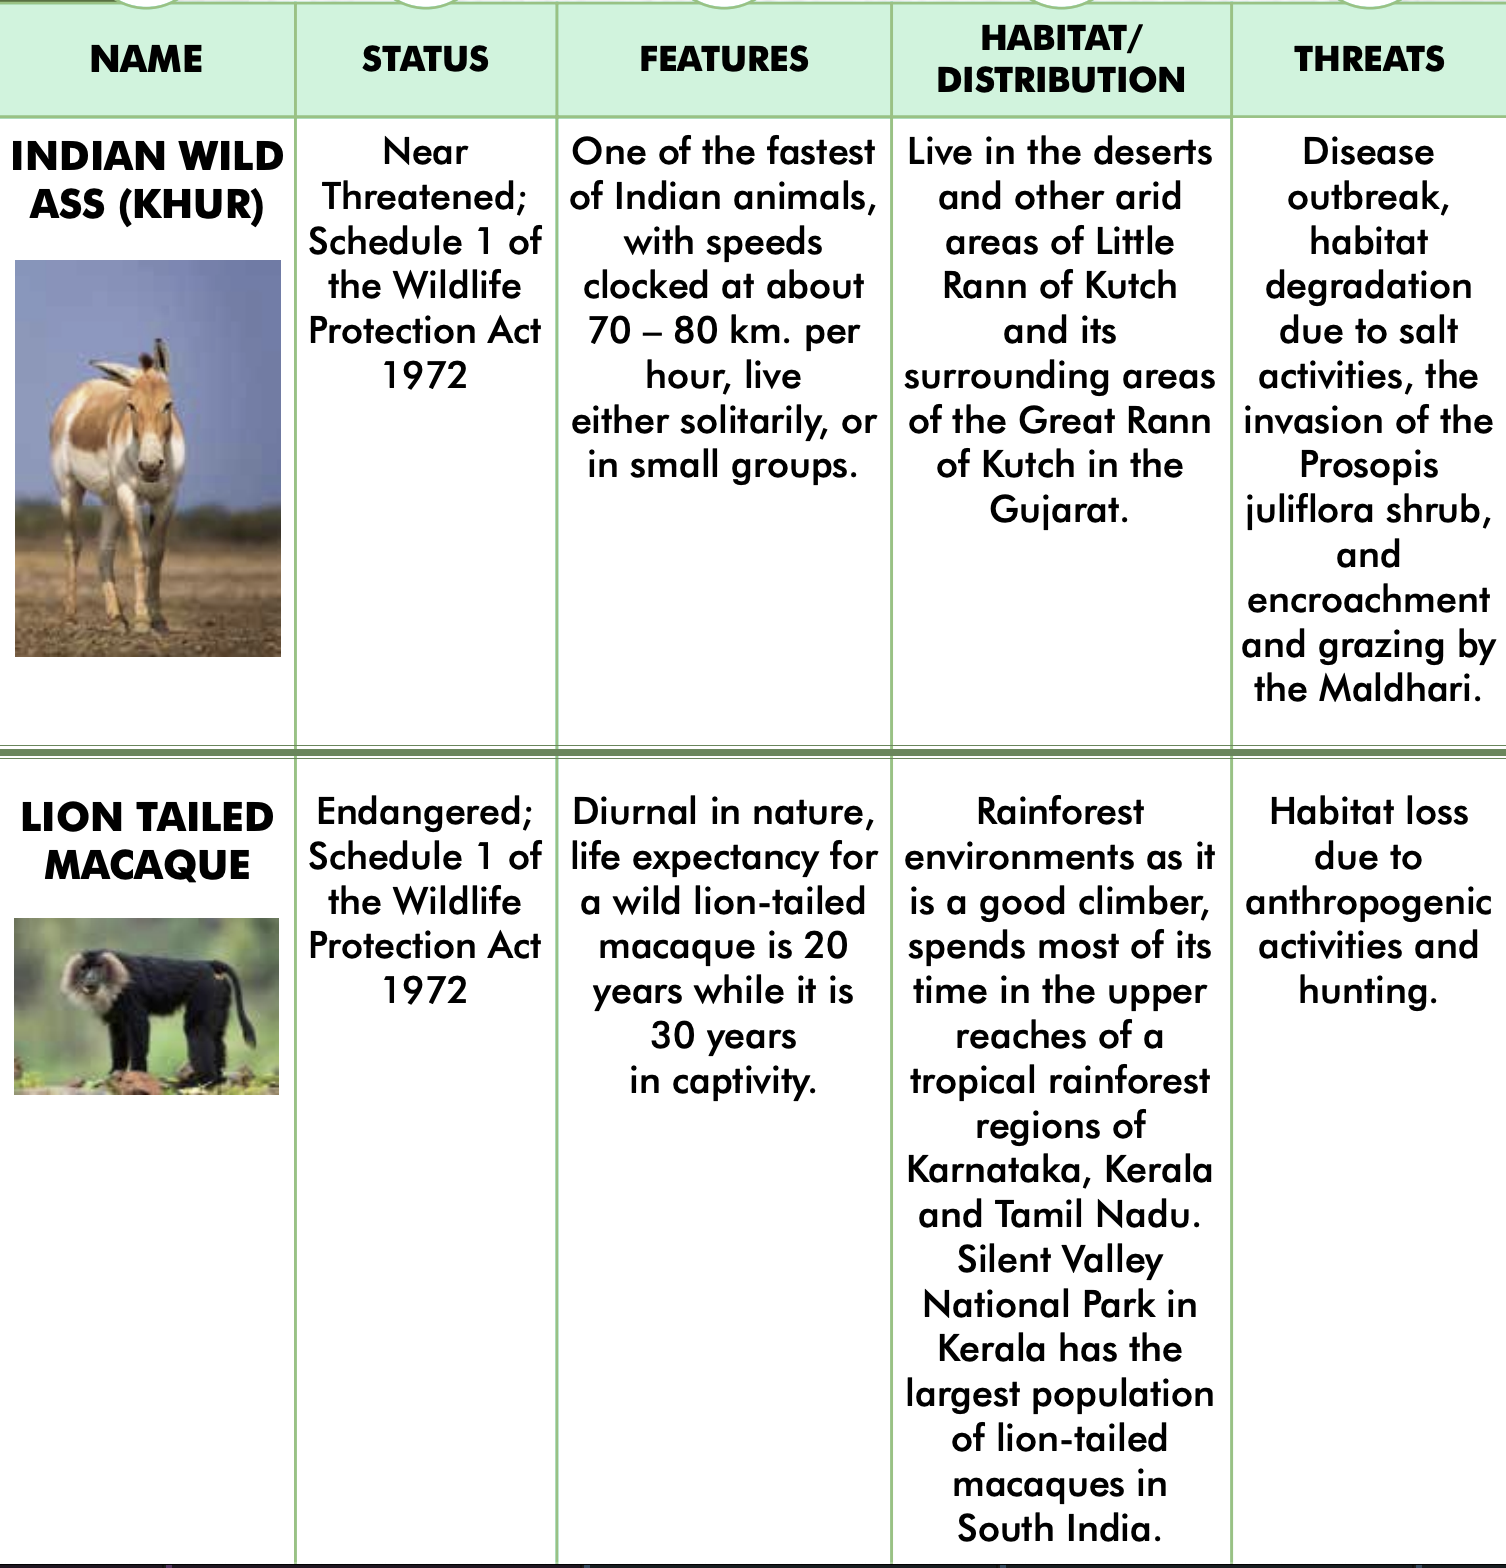 NAME
STATUS
FEATURES
HABITAT/
DISTRIBUTION
THREATS
INDIAN WILD
ASS (KHUR)
Near
Threatened;
Schedule 1 of
the Wildlife
Protection Act
1972
One of the fastest
of Indian animals,
with speeds
clocked at about
70 – 80 km. per
hour, live
either solitarily, or
in small groups.
Live in the deserts
and other arid
areas of Little
Rann of Kutch
and its
surrounding areas
of the Great Rann
of Kutch in the
Gujarat.
Disease
outbreak,
habitat
degradation
due to salt
activities, the
invasion of the
Prosopis
juliflora shrub,
and
encroachment
and grazing by
the Maldhari.
LION TAILED
MACAQUE
Endangered;
Schedule 1 of
the Wildlife
Protection Act
1972
Diurnal in nature,
life expectancy for
a wild lion-tailed
macaque is 20
years while it is
30 years
in captivity.
Rainforest
environments as it
is a good climber,
spends most of its
time in the upper
reaches of a
tropical rainforest
regions of
Karnataka, Kerala
and Tamil Nadu.
Silent Valley
National Park in
Kerala has the
largest population
of lion-tailed
macaques in
South India.
Habitat loss
due to
anthropogenic
activities and
hunting.